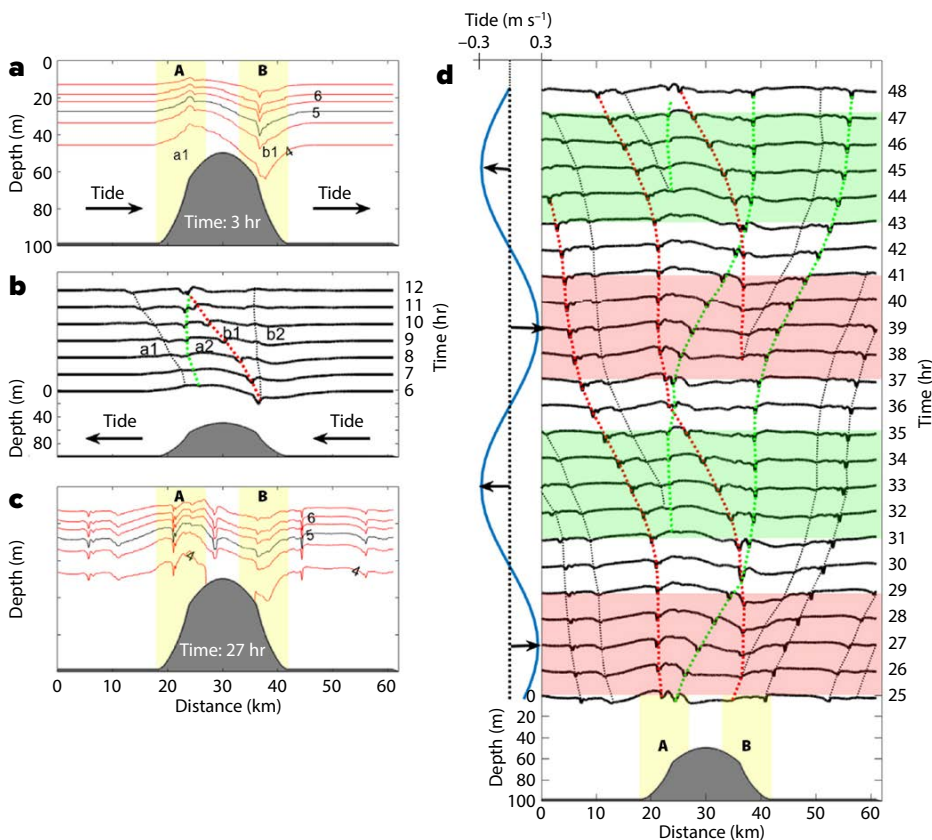 Tide (m s⁻¹)
−0.3 0.3
a
0
20
40
60
80
100
Depth (m)
A B
6
5
4
a1 b1
Tide Tide
Time: 3 hr
b
12
11
10
9
8
7
6
Time (hr)
a1 a2 b1 b2
0
40
80
Depth (m)
Tide Tide
c
A B
6
5
4 4
Depth (m)
Time: 27 hr
0 10 20 30 40 50 60
Distance (km)
d
48
47
46
45
44
43
42
41
40
39
38
37
36
35
34
33
32
31
30
29
28
27
26
25
Time (hr)
0
20
40
60
80
100
Depth (m)
A B
0 10 20 30 40 50 60
Distance (km)